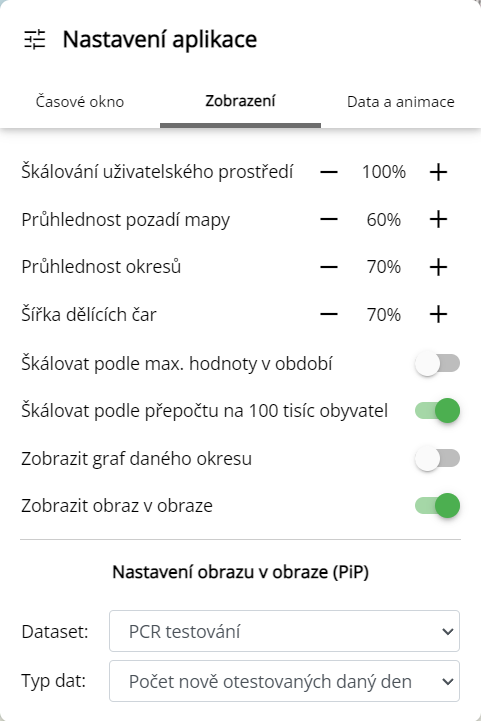 Nastavení aplikace
Časové okno Zobrazení Data a animace
Škálování uživatelského prostředí 100%
Průhlednost pozadí mapy 60%
Průhlednost okresů 70%
Šířka dělících čar 70%
Škálovat podle max. hodnoty v období
Škálovat podle přepočtu na 100 tisíc obyvatel
Zobrazit graf daného okresu
Zobrazit obraz v obraze
Nastavení obrazu v obraze (PiP)
Dataset: PCR testování
Typ dat: Počet nově otestovaných daný den